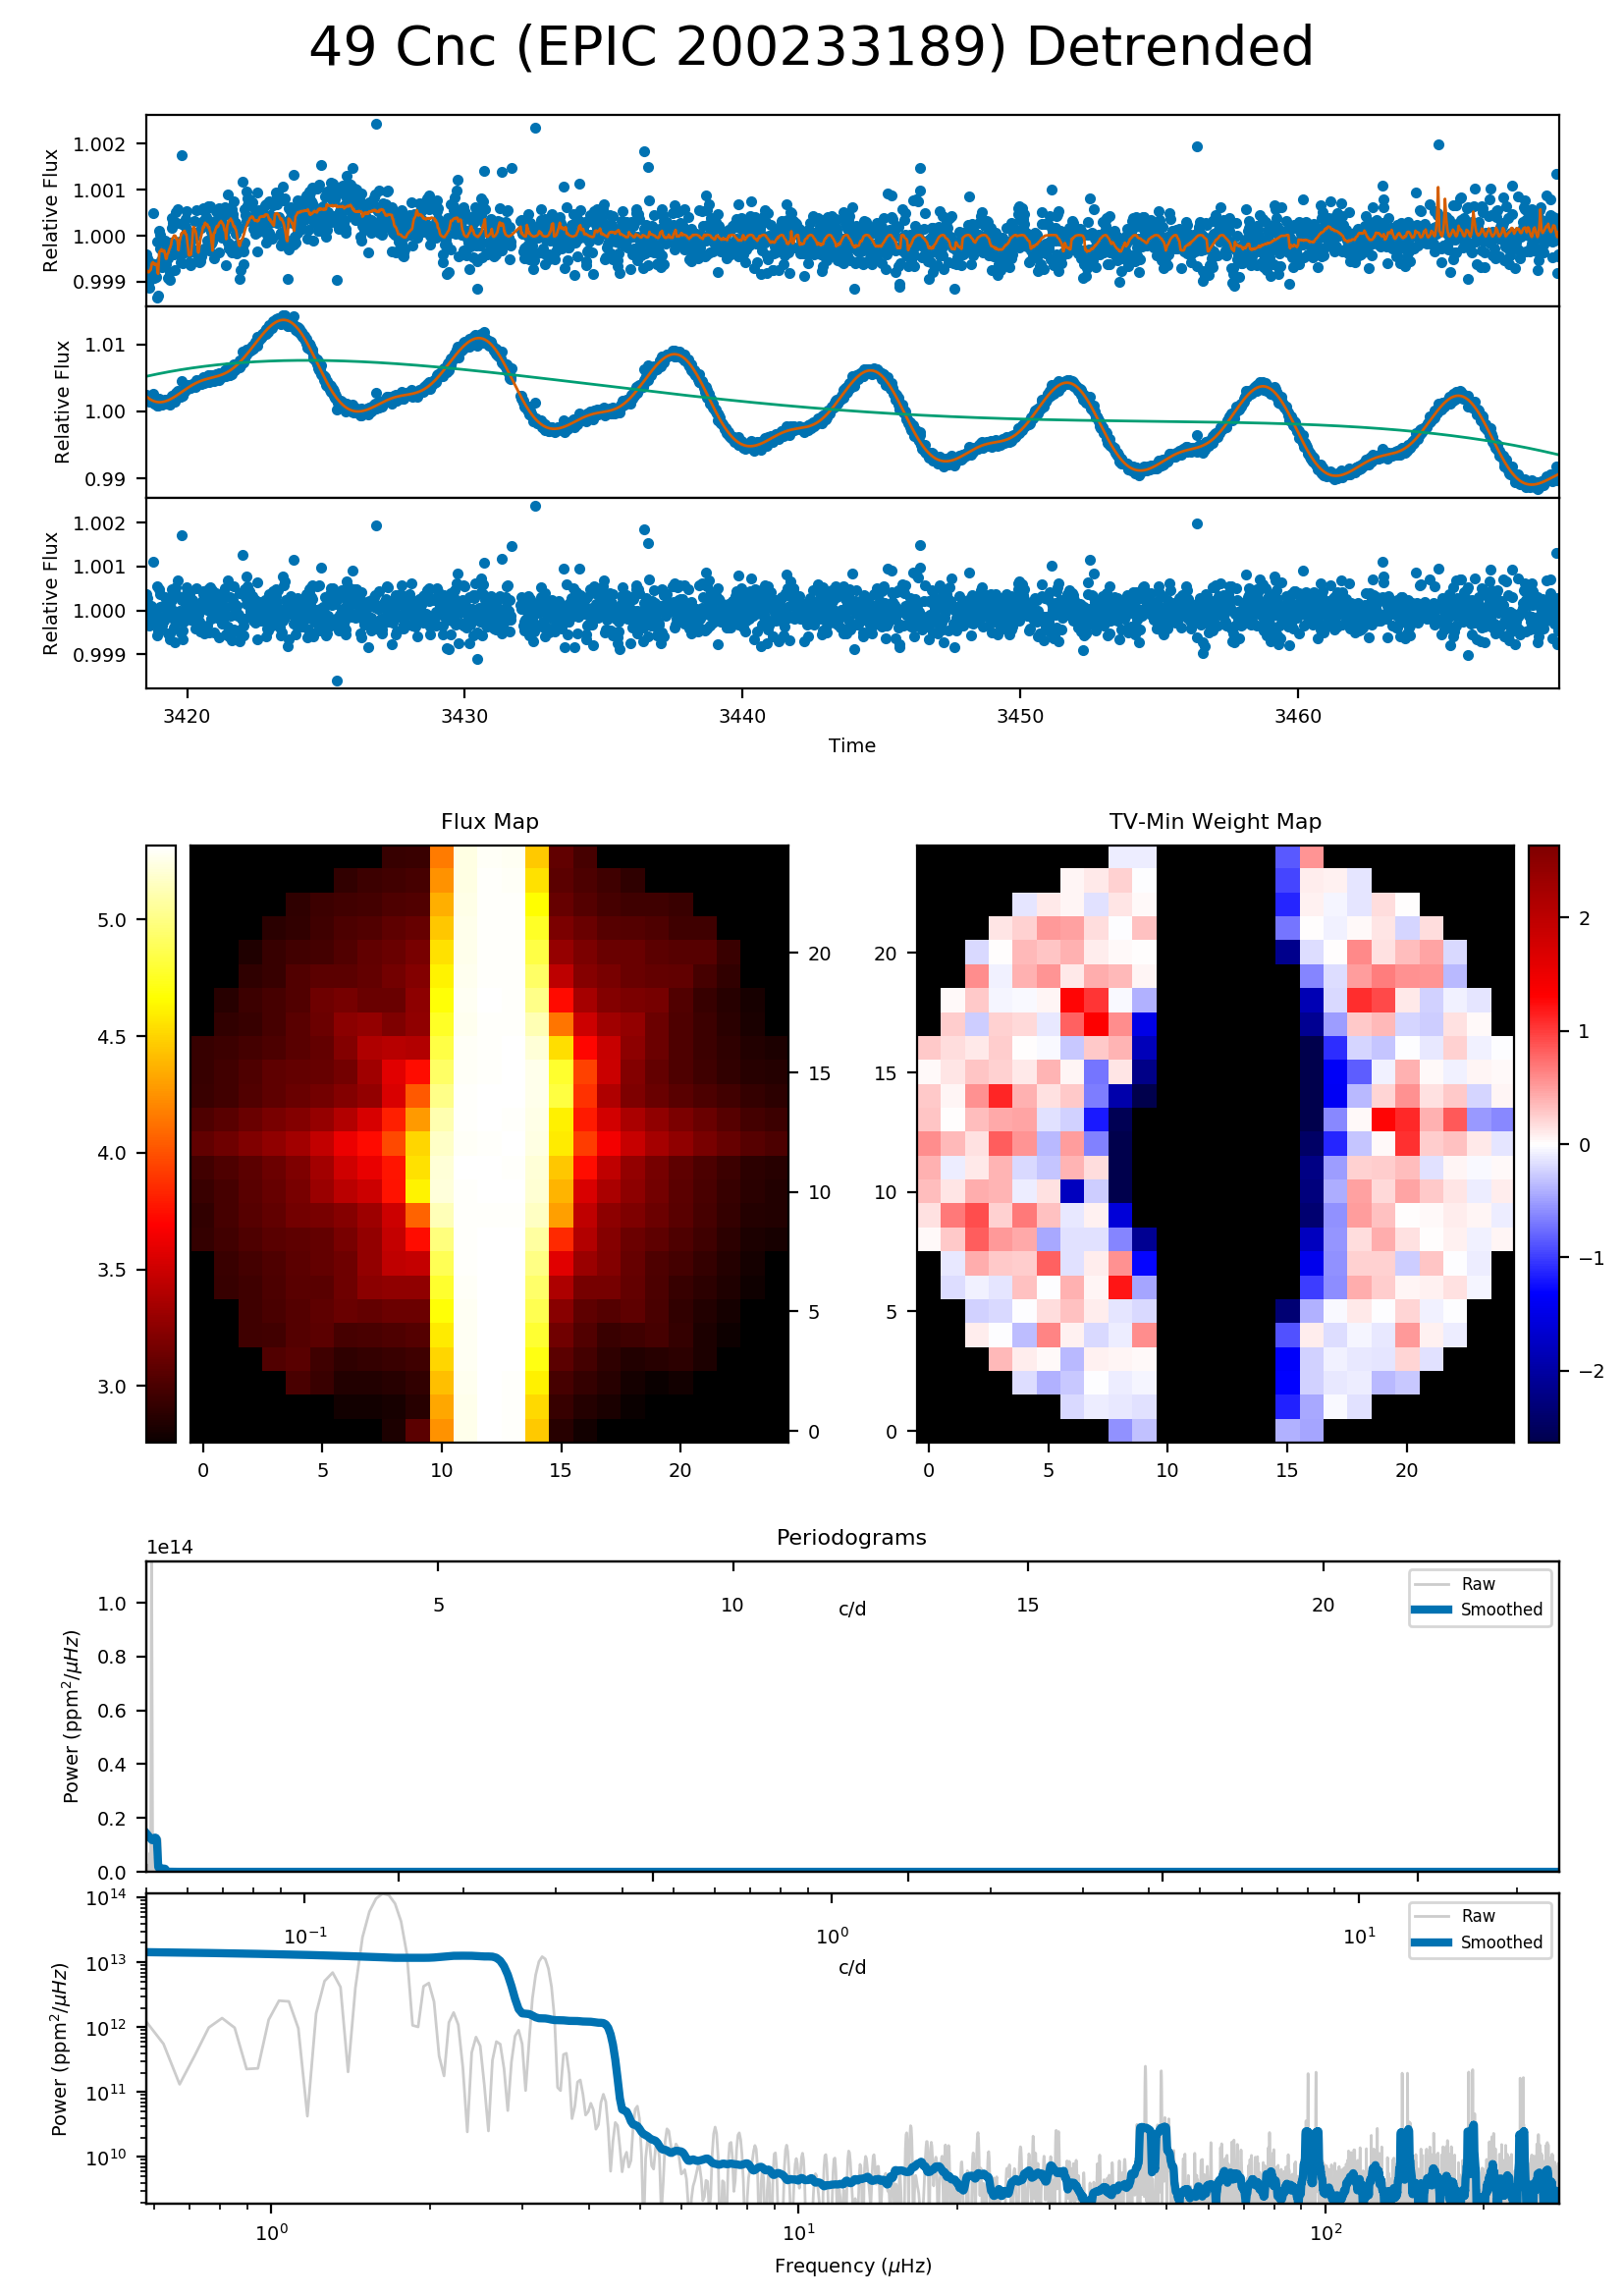 49 Cnc (EPIC 200233189) Detrended
Relative Flux
1.002
1.001
1.000
0.999
Relative Flux
1.01
1.00
0.99
Relative Flux
1.002
1.001
1.000
0.999
3420 3430 3440 3450 3460
Time
Flux Map
5.0
4.5
4.0
3.5
3.0
20
15
10
5
0
0 5 10 15 20
TV-Min Weight Map
20
15
10
5
0
0 5 10 15 20
2
1
0
−1
−2
Periodograms
1e14
Power (ppm²/μHz)
1.0
0.8
0.6
0.4
0.2
0.0
5 10 15 20
c/d
Raw
Smoothed
Power (ppm²/μHz)
10¹⁴
10¹³
10¹²
10¹¹
10¹⁰
10⁻¹ 10⁰ 10¹
c/d
Raw
Smoothed
10⁰ 10¹ 10²
Frequency (μHz)